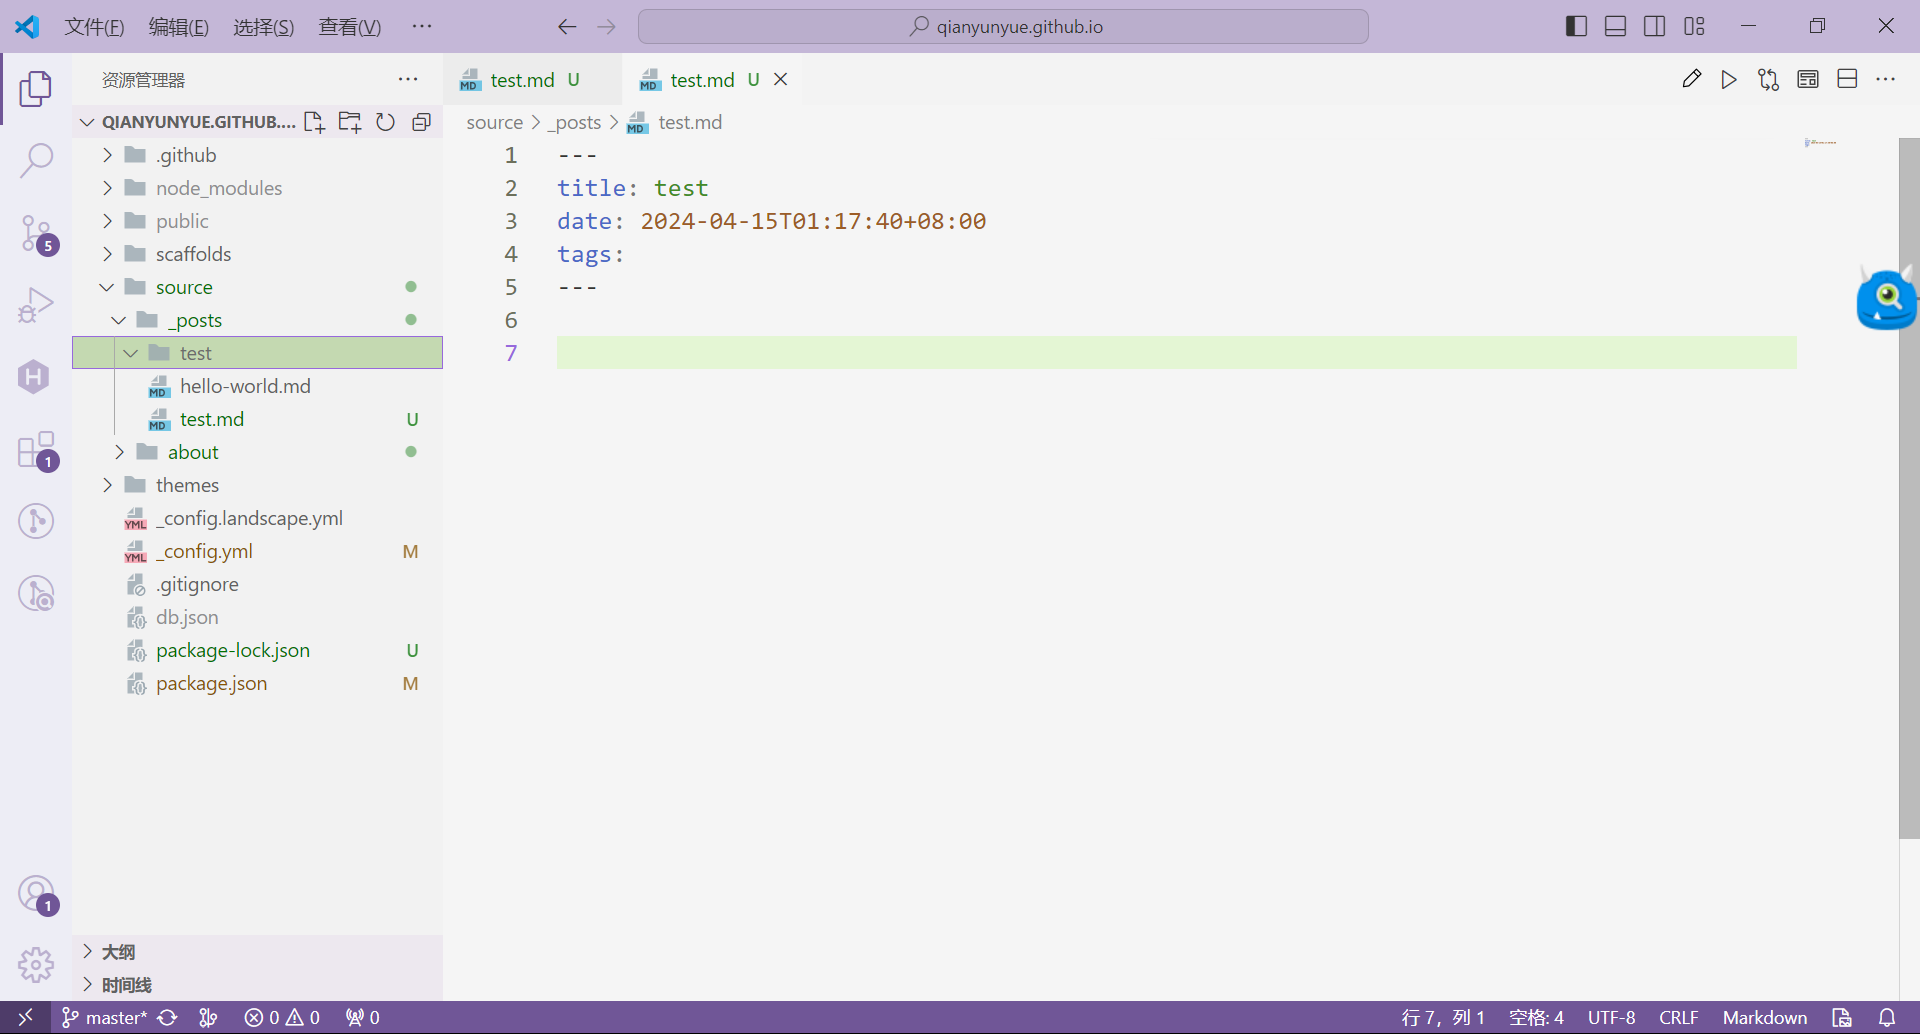 文件(F) 编辑(E) 选择(S) 查看(V) ··· qianyunyue.github.io
资源管理器 ···
test.md U test.md U
QIANYUNYUE.GITHUB....
source > _posts > test.md
.github
node_modules
public
scaffolds
source
_posts
test
hello-world.md
test.md U
about
themes
_config.landscape.yml
_config.yml M
.gitignore
db.json
package-lock.json U
package.json M
1 ---
2 title: test
3 date: 2024-04-15T01:17:40+08:00
4 tags:
5 ---
6
7
5
1
1
大纲
时间线
master* 0 0 0 行 7，列 1 空格: 4 UTF-8 CRLF Markdown